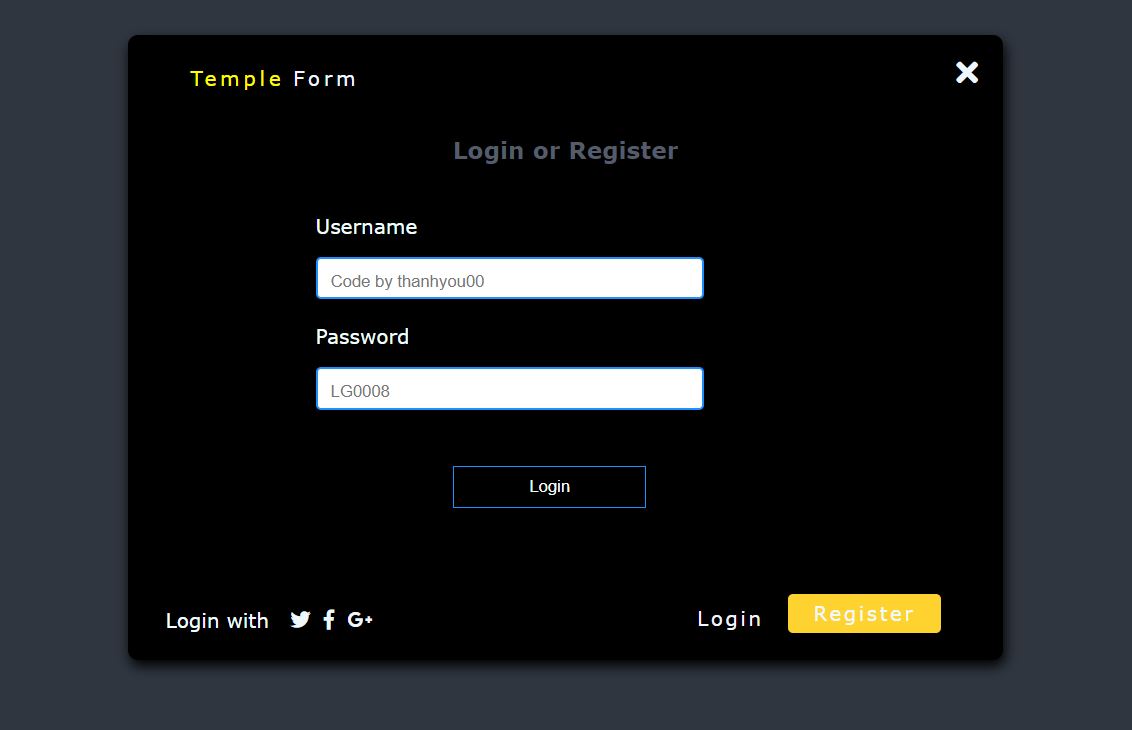 Temple Form
Login or Register
Username
Code by thanhyou00
Password
LG0008
Login
Login with G+ Login Register